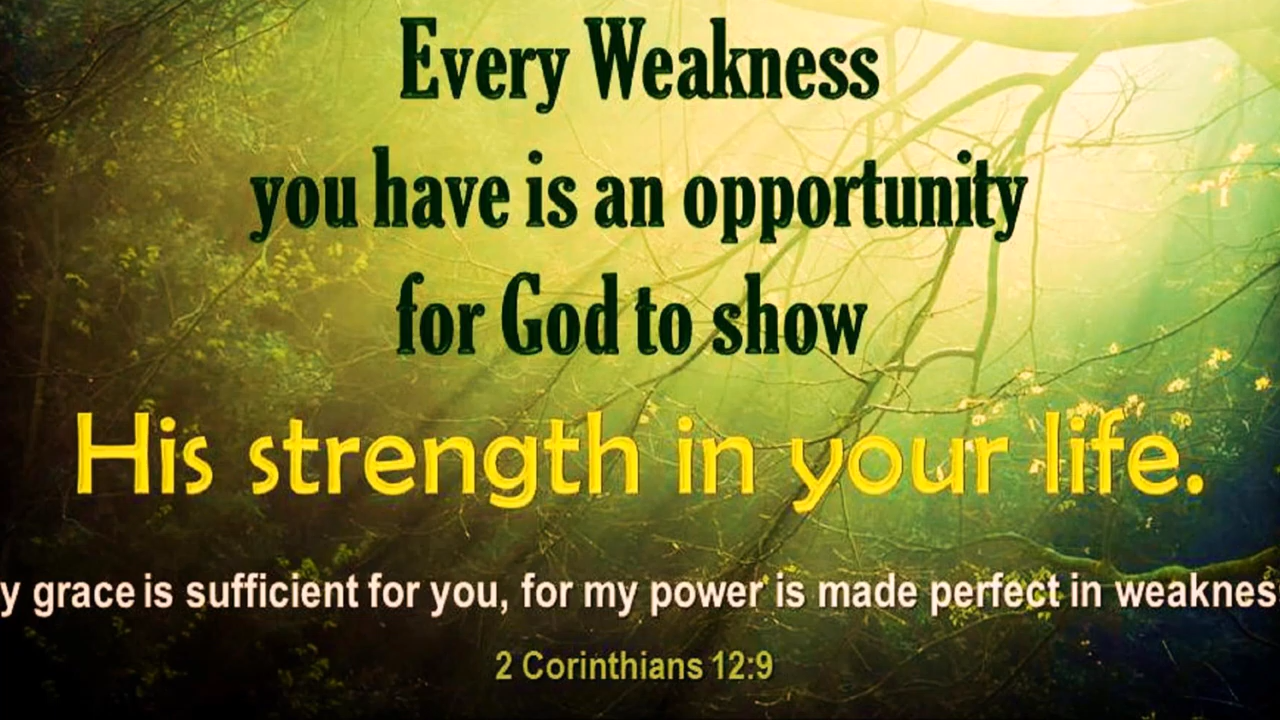 Every Weakness
you have is an opportunity
for God to show
His strength in your life.
y grace is sufficient for you, for my power is made perfect in weaknes
2 Corinthians 12:9